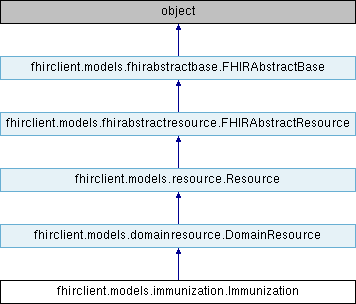 object
fhirclient.models.fhirabstractbase.FHIRAbstractBase
fhirclient.models.fhirabstractresource.FHIRAbstractResource
fhirclient.models.resource.Resource
fhirclient.models.domainresource.DomainResource
fhirclient.models.immunization.Immunization